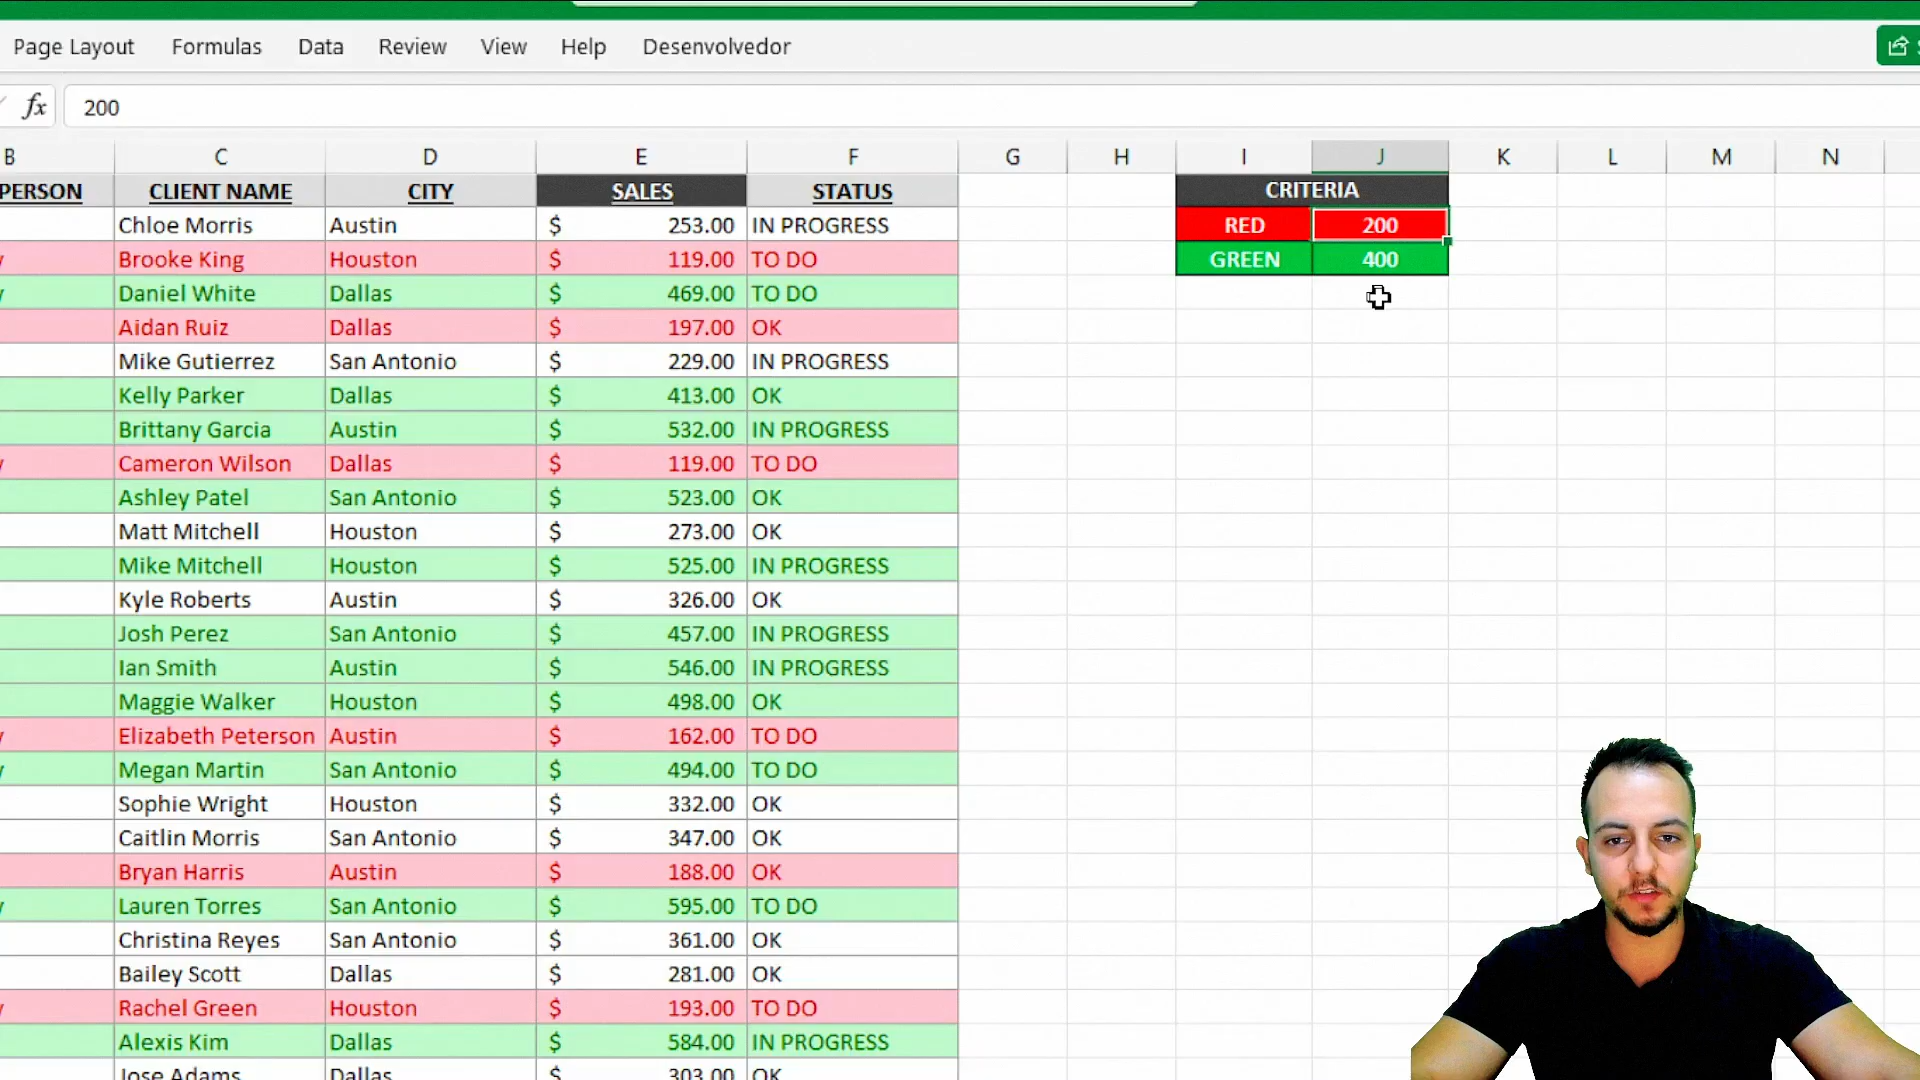 Page Layout Formulas Data Review View Help Desenvolvedor
fx 200
B C D E F G H I J K L M N
PERSON CLIENT NAME CITY SALES STATUS CRITERIA
Chloe Morris Austin $ 253.00 IN PROGRESS RED 200
y Brooke King Houston $ 119.00 TO DO GREEN 400
y Daniel White Dallas $ 469.00 TO DO
Aidan Ruiz Dallas $ 197.00 OK
Mike Gutierrez San Antonio $ 229.00 IN PROGRESS
Kelly Parker Dallas $ 413.00 OK
Brittany Garcia Austin $ 532.00 IN PROGRESS
y Cameron Wilson Dallas $ 119.00 TO DO
Ashley Patel San Antonio $ 523.00 OK
Matt Mitchell Houston $ 273.00 OK
Mike Mitchell Houston $ 525.00 IN PROGRESS
Kyle Roberts Austin $ 326.00 OK
Josh Perez San Antonio $ 457.00 IN PROGRESS
Ian Smith Austin $ 546.00 IN PROGRESS
Maggie Walker Houston $ 498.00 OK
y Elizabeth Peterson Austin $ 162.00 TO DO
y Megan Martin San Antonio $ 494.00 TO DO
Sophie Wright Houston $ 332.00 OK
Caitlin Morris San Antonio $ 347.00 OK
Bryan Harris Austin $ 188.00 OK
y Lauren Torres San Antonio $ 595.00 TO DO
Christina Reyes San Antonio $ 361.00 OK
Bailey Scott Dallas $ 281.00 OK
y Rachel Green Houston $ 193.00 TO DO
Alexis Kim Dallas $ 584.00 IN PROGRESS
Jose Adams Dallas $ 303.00 OK